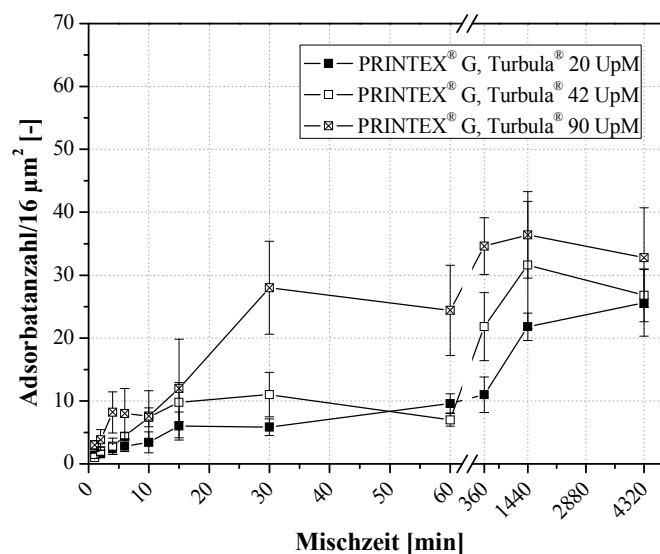 70
60
50
40
30
20
10
0
Adsorbatanzahl/16 µm² [-]
PRINTEX® G, Turbula® 20 UpM
PRINTEX® G, Turbula® 42 UpM
PRINTEX® G, Turbula® 90 UpM
0 10 20 30 40 50 60 360 1440 2880 4320
Mischzeit [min]